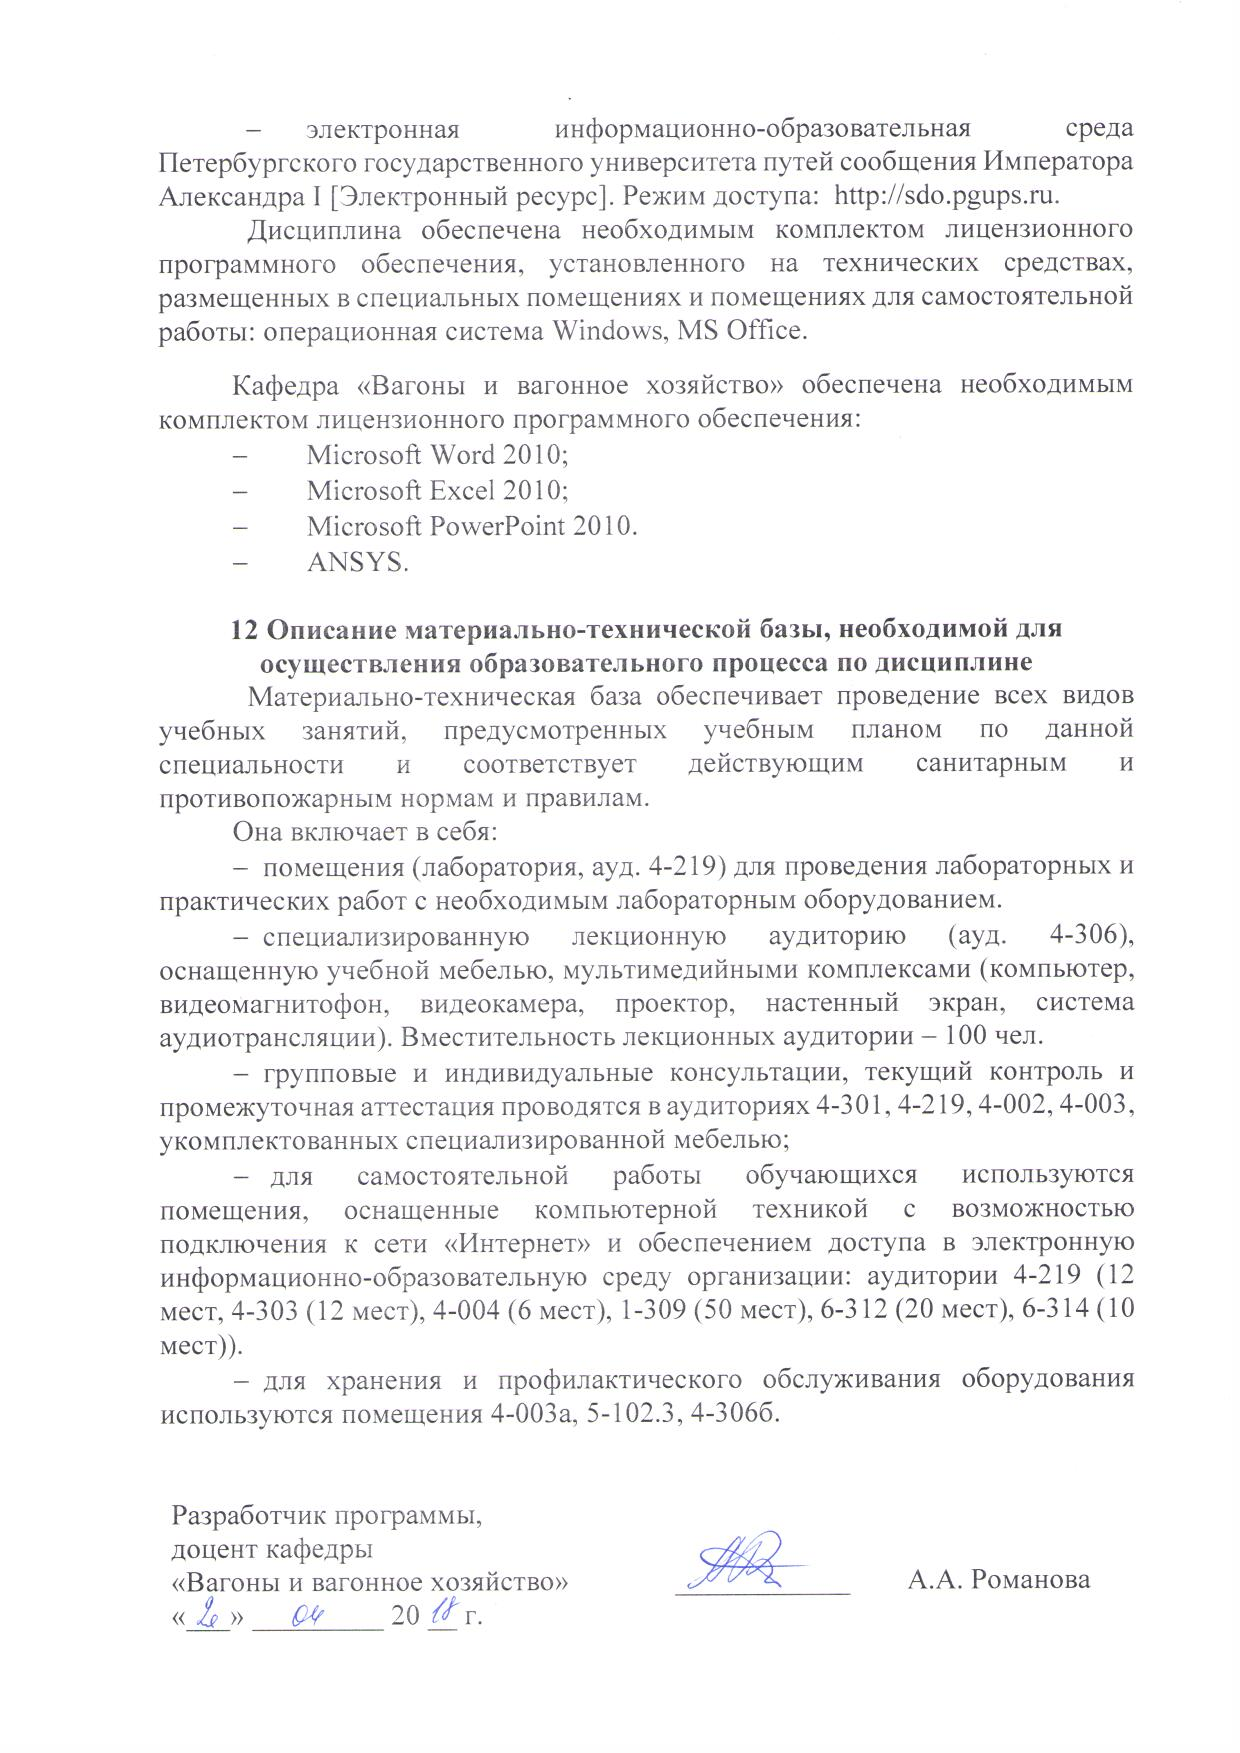 – электронная информационно-образовательная среда
Петербургского государственного университета путей сообщения Императора
Александра I [Электронный ресурс]. Режим доступа: http://sdo.pgups.ru.
Дисциплина обеспечена необходимым комплектом лицензионного
программного обеспечения, установленного на технических средствах,
размещенных в специальных помещениях и помещениях для самостоятельной
работы: операционная система Windows, MS Office.
Кафедра «Вагоны и вагонное хозяйство» обеспечена необходимым
комплектом лицензионного программного обеспечения:
– Microsoft Word 2010;
– Microsoft Excel 2010;
– Microsoft PowerPoint 2010.
– ANSYS.
12 Описание материально-технической базы, необходимой для
осуществления образовательного процесса по дисциплине
Материально-техническая база обеспечивает проведение всех видов
учебных занятий, предусмотренных учебным планом по данной
специальности и соответствует действующим санитарным и
противопожарным нормам и правилам.
Она включает в себя:
– помещения (лаборатория, ауд. 4-219) для проведения лабораторных и
практических работ с необходимым лабораторным оборудованием.
– специализированную лекционную аудиторию (ауд. 4-306),
оснащенную учебной мебелью, мультимедийными комплексами (компьютер,
видеомагнитофон, видеокамера, проектор, настенный экран, система
аудиотрансляции). Вместительность лекционных аудитории – 100 чел.
– групповые и индивидуальные консультации, текущий контроль и
промежуточная аттестация проводятся в аудиториях 4-301, 4-219, 4-002, 4-003,
укомплектованных специализированной мебелью;
– для самостоятельной работы обучающихся используются
помещения, оснащенные компьютерной техникой с возможностью
подключения к сети «Интернет» и обеспечением доступа в электронную
информационно-образовательную среду организации: аудитории 4-219 (12
мест, 4-303 (12 мест), 4-004 (6 мест), 1-309 (50 мест), 6-312 (20 мест), 6-314 (10
мест)).
– для хранения и профилактического обслуживания оборудования
используются помещения 4-003а, 5-102.3, 4-306б.
Разработчик программы,
доцент кафедры
«Вагоны и вагонное хозяйство» А.А. Романова
« » 04 20 18 г.